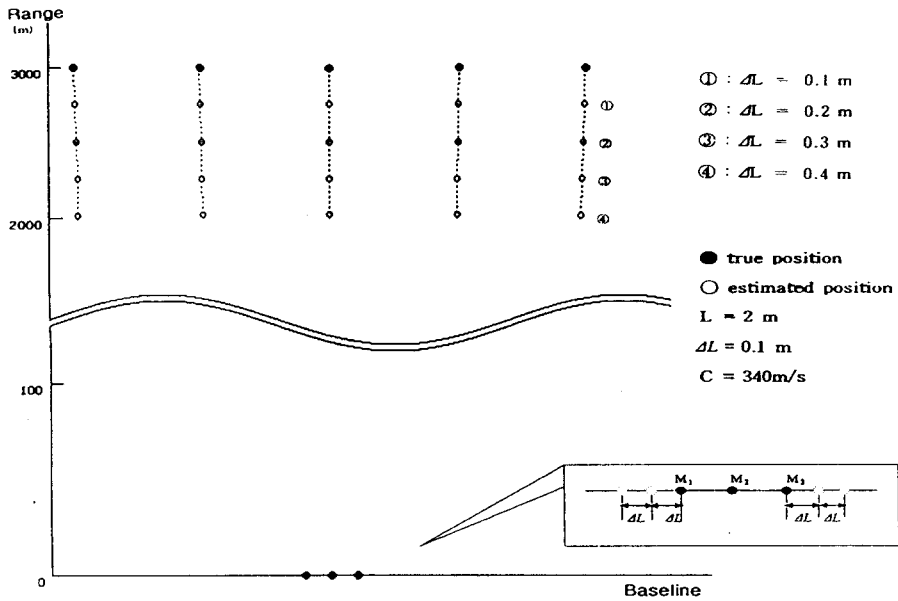 Range
(m)
3000
2000
100
0
① : ΔL = 0.1 m
② : ΔL = 0.2 m
③ : ΔL = 0.3 m
④ : ΔL = 0.4 m
①
②
③
④
● true position
○ estimated position
L = 2 m
ΔL = 0.1 m
C = 340m/s
M₁ M₂ M₃
ΔL ΔL ΔL ΔL
Baseline